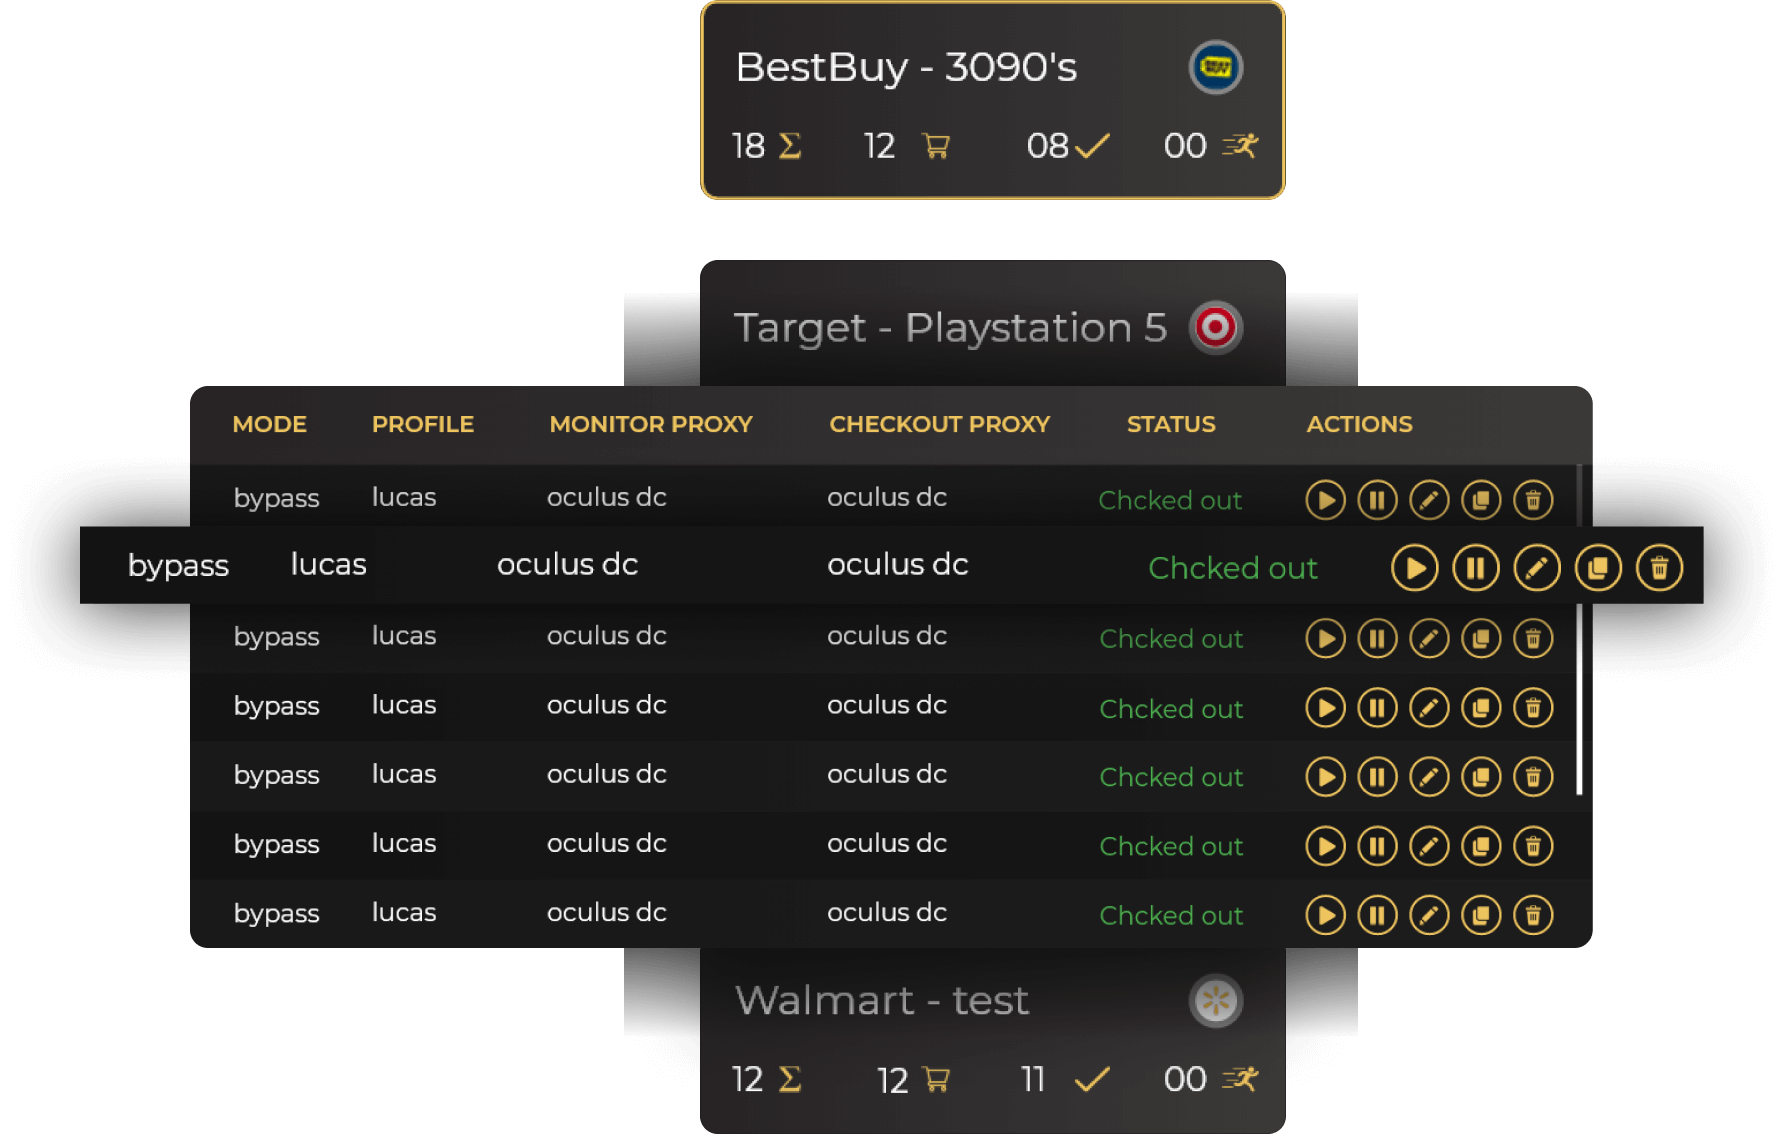 BestBuy - 3090's
BEST BUY
18 12 08 00
Target - Playstation 5
MODE PROFILE MONITOR PROXY CHECKOUT PROXY STATUS ACTIONS
bypass lucas oculus dc oculus dc Chcked out
bypass lucas oculus dc oculus dc Chcked out
bypass lucas oculus dc oculus dc Chcked out
bypass lucas oculus dc oculus dc Chcked out
bypass lucas oculus dc oculus dc Chcked out
bypass lucas oculus dc oculus dc Chcked out
bypass lucas oculus dc oculus dc Chcked out
Walmart - test
12 12 11 00